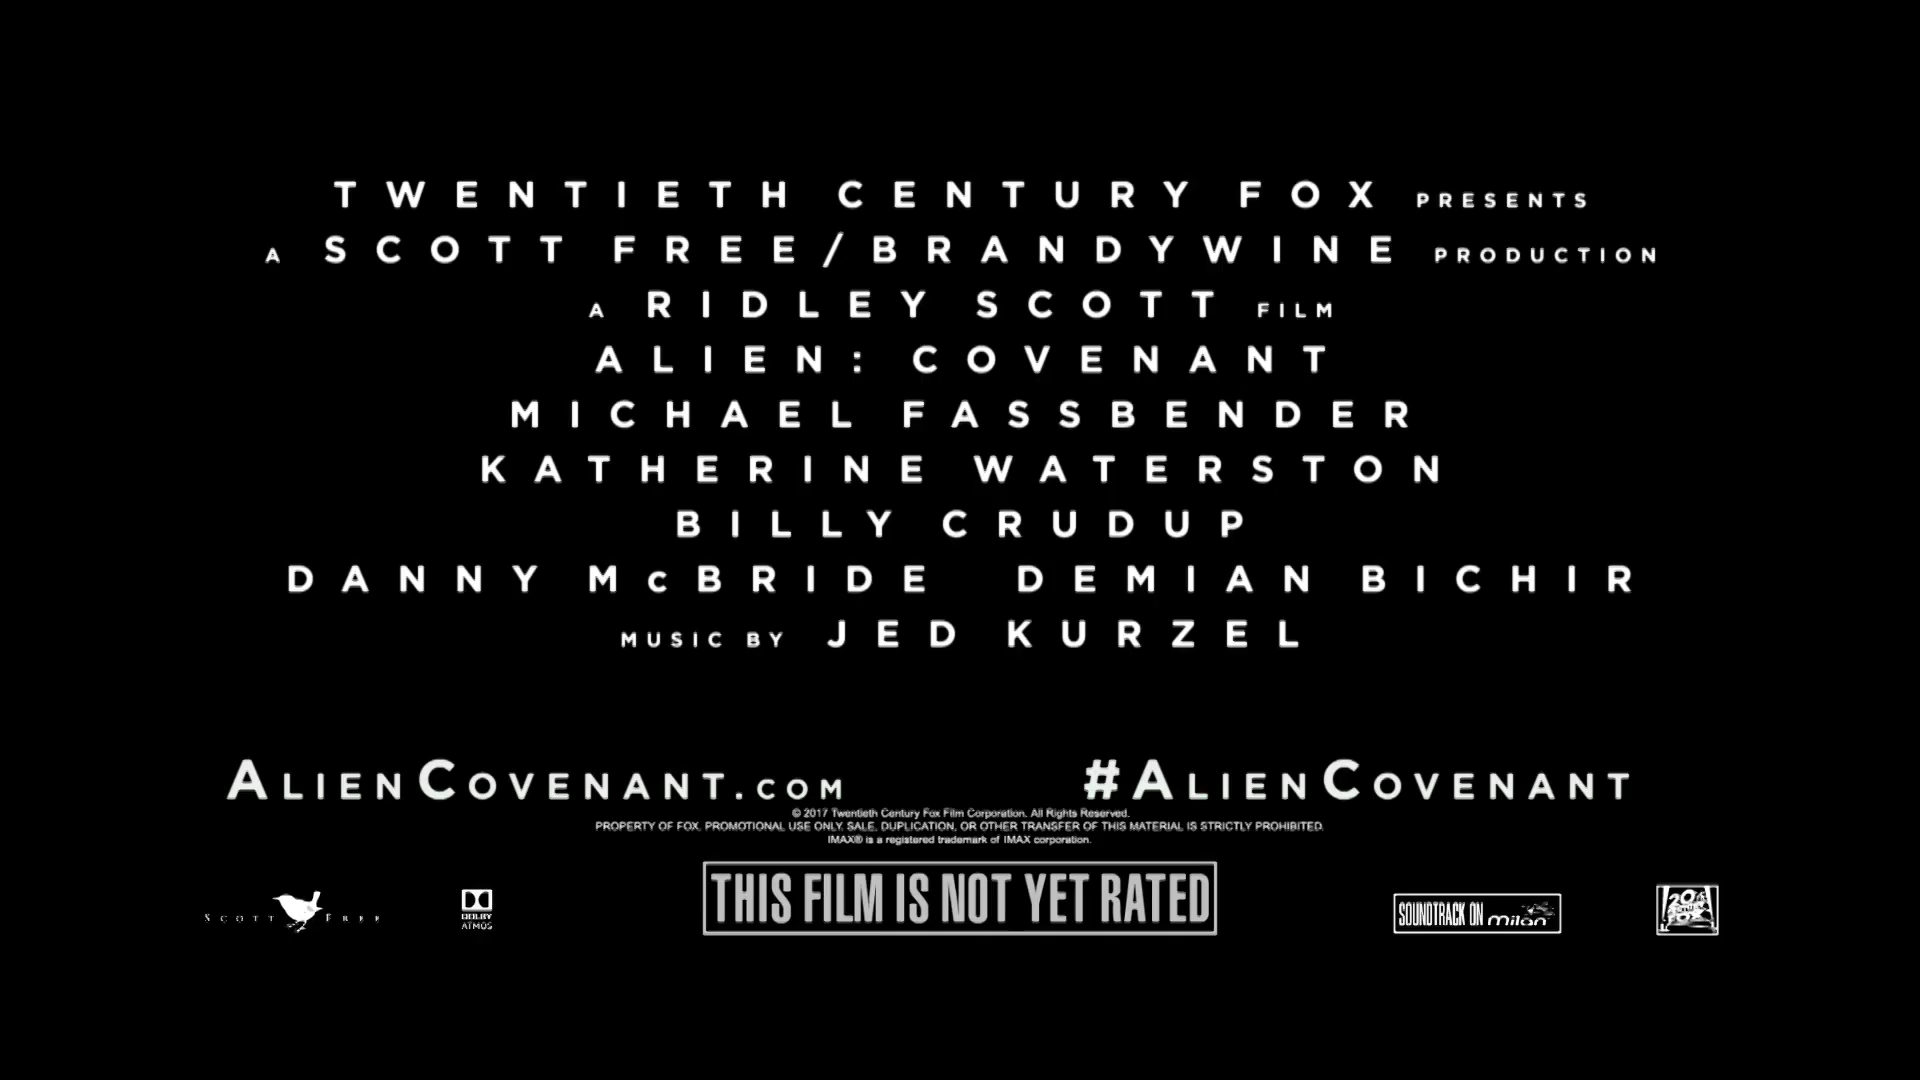 TWENTIETH CENTURY FOX PRESENTS
A SCOTT FREE/BRANDYWINE PRODUCTION
A RIDLEY SCOTT FILM
ALIEN: COVENANT
MICHAEL FASSBENDER
KATHERINE WATERSTON
BILLY CRUDUP
DANNY McBRIDE DEMIAN BICHIR
MUSIC BY JED KURZEL
ALIENCOVENANT.COM #ALIENCOVENANT
© 2017 Twentieth Century Fox Film Corporation. All Rights Reserved.
PROPERTY OF FOX. PROMOTIONAL USE ONLY. SALE, DUPLICATION, OR OTHER TRANSFER OF THIS MATERIAL IS STRICTLY PROHIBITED.
IMAX® is a registered trademark of IMAX corporation.
SCOTT FREE
DOLBY
ATMOS
THIS FILM IS NOT YET RATED
SOUNDTRACK ON milan
20th
CENTURY
FOX